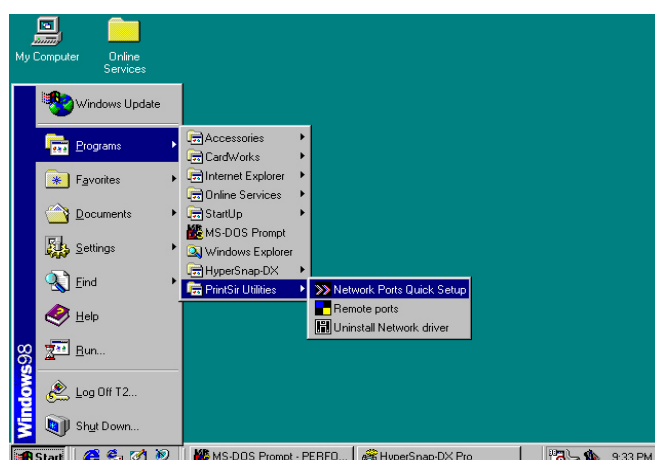 My Computer
Online
Services
Windows Update
Programs
Favorites
Documents
Settings
Find
Help
Run...
Log Off T2...
Shut Down...
Windows98
Accessories
CardWorks
Internet Explorer
Online Services
StartUp
MS-DOS Prompt
Windows Explorer
HyperSnap-DX
PrintSir Utilities
Network Ports Quick Setup
Remote ports
Uninstall Network driver
Start
MS-DOS Prompt - PERFO...
HyperSnap-DX Pro
9:33 PM